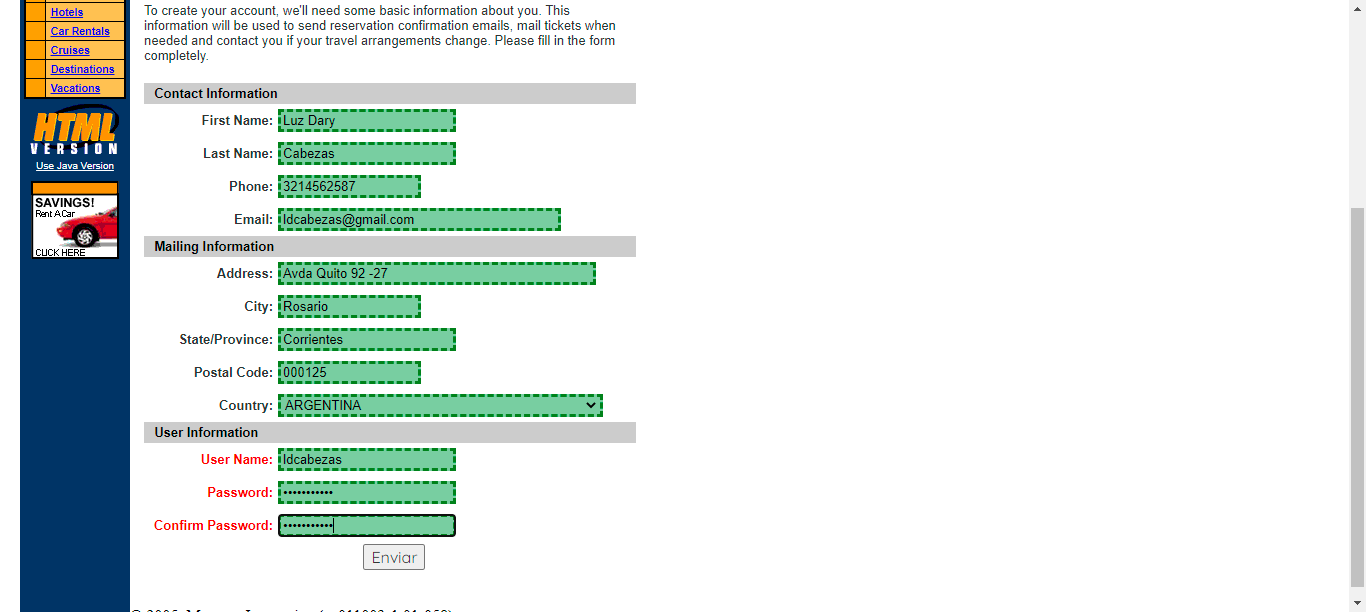 Hotels
Car Rentals
Cruises
Destinations
Vacations
HTML
VERSION
Use Java Version
SAVINGS!
Rent A Car
CLICK HERE
To create your account, we'll need some basic information about you. This
information will be used to send reservation confirmation emails, mail tickets when
needed and contact you if your travel arrangements change. Please fill in the form
completely.
Contact Information
First Name: Luz Dary
Last Name: Cabezas
Phone: 3214562587
Email: ldcabezas@gmail.com
Mailing Information
Address: Avda Quito 92 -27
City: Rosario
State/Province: Corrientes
Postal Code: 000125
Country: ARGENTINA
User Information
User Name: ldcabezas
Password: •••••••••••
Confirm Password: •••••••••••
Enviar